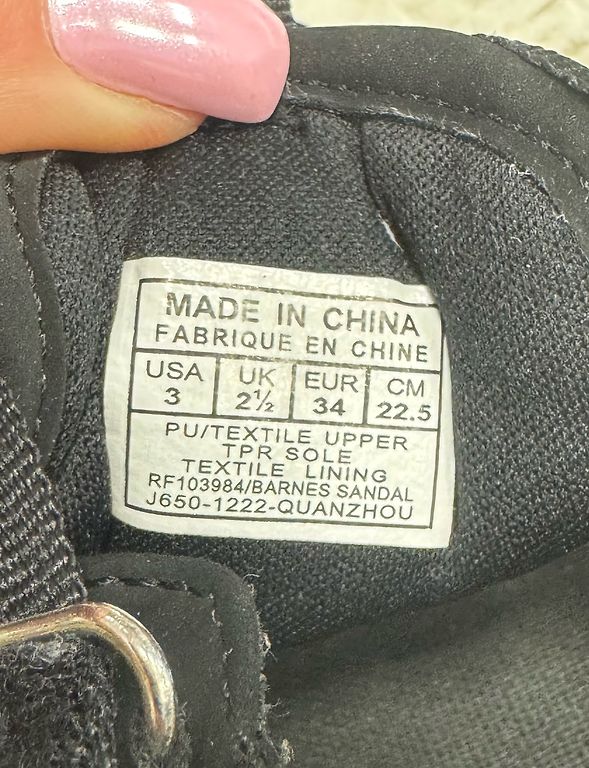 MADE IN CHINA
FABRIQUE EN CHINE
USA UK EUR CM
3 2½ 34 22.5
PU/TEXTILE UPPER
TPR SOLE
TEXTILE LINING
RF103984/BARNES SANDAL
J650-1222-QUANZHOU